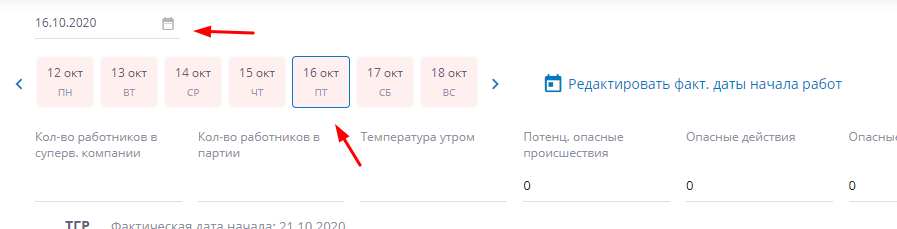 16.10.2020
12 окт 13 окт 14 окт 15 окт 16 окт 17 окт 18 окт
ПН ВТ СР ЧТ ПТ СБ ВС
Редактировать факт. даты начала работ
Кол-во работников в суперв. компании
Кол-во работников в партии
Температура утром
Потенц. опасные происшествия
Опасные действия
Опасные
0 0 0
ТГР Фактическая дата начала: 21.10.2020